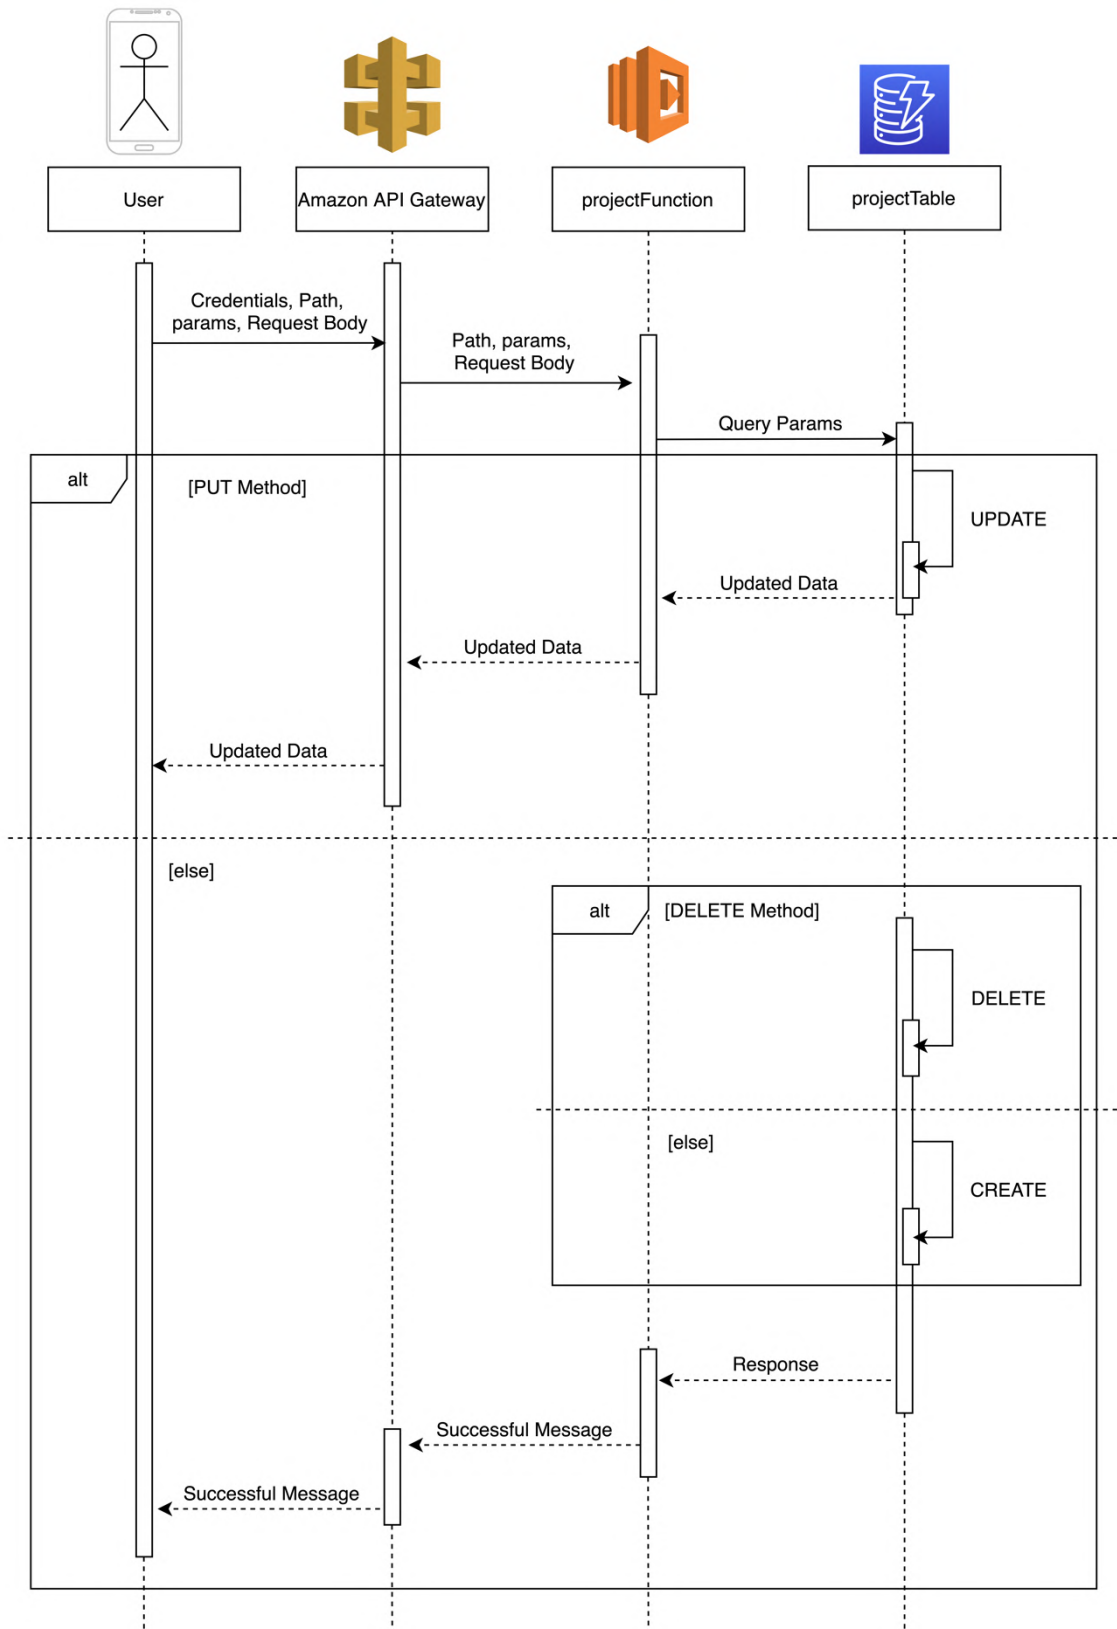 User
Amazon API Gateway
projectFunction
projectTable
Credentials, Path,
params, Request Body
Path, params,
Request Body
Query Params
alt
[PUT Method]
UPDATE
Updated Data
Updated Data
Updated Data
[else]
alt
[DELETE Method]
DELETE
[else]
CREATE
Response
Successful Message
Successful Message